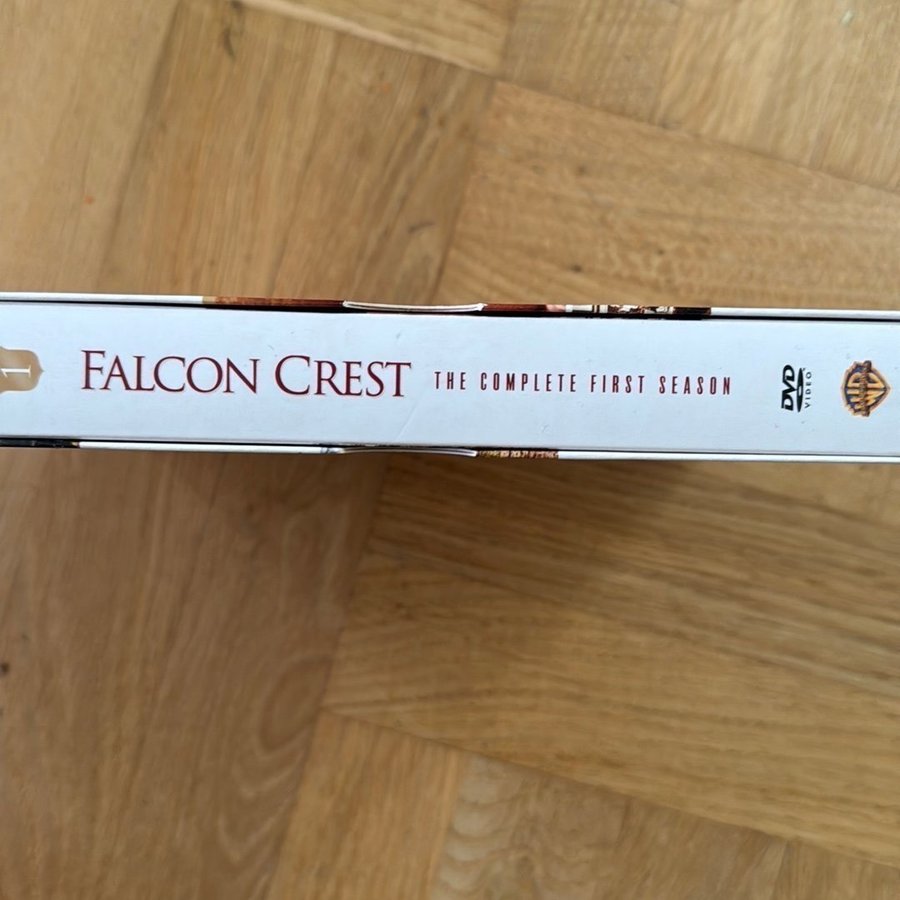 1
FALCON CREST THE COMPLETE FIRST SEASON
DVD
VIDEO
WB